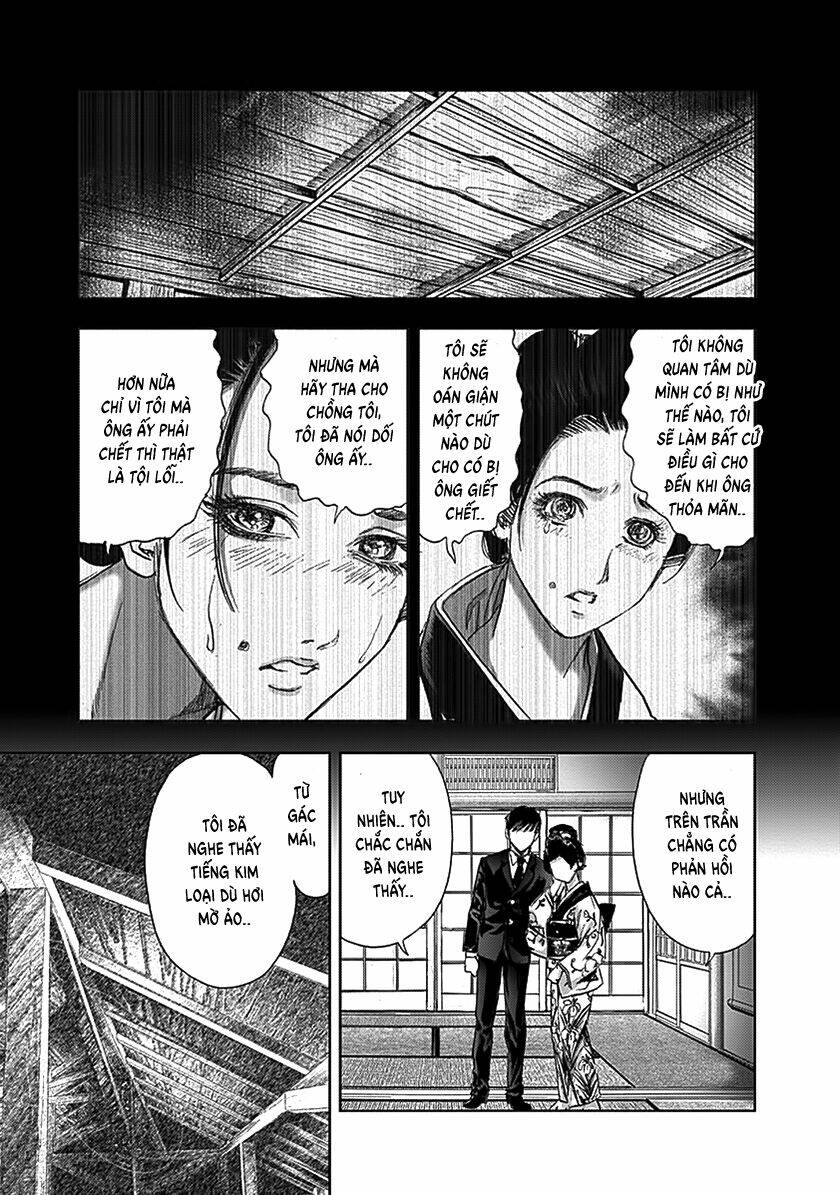 TÔI KHÔNG
QUAN TÂM DÙ
MÌNH CÓ BỊ NHƯ
THẾ NÀO, TÔI
SẼ LÀM BẤT CỨ
ĐIỀU GÌ CHO
ĐẾN KHI ÔNG
THỎA MÃN..
TÔI SẼ
KHÔNG
OÁN GIẬN
MỘT CHÚT
NÀO DÙ
CHO CÓ BỊ
ÔNG GIẾT
CHẾT..
NHƯNG MÀ
HÃY THA CHO
CHỒNG TÔI,
TÔI ĐÃ NÓI DỐI
ÔNG ẤY..
HƠN NỮA
CHỈ VÌ TÔI MÀ
ÔNG ẤY PHẢI
CHẾT THÌ THẬT
LÀ TỘI LỖI..
NHƯNG
TRÊN TRẦN
CHẲNG CÓ
PHẢN HỒI
NÀO CẢ..
TUY
NHIÊN.. TÔI
CHẮC CHẮN
ĐÃ NGHE
THẤY..
TỪ
GÁC
MÁI,
TÔI ĐÃ
NGHE THẤY
TIẾNG KIM
LOẠI DÙ HƠI
MỜ ẢO..